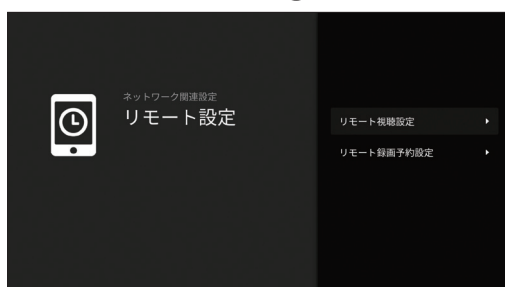 ネットワーク関連設定
リモート設定
リモート視聴設定
リモート録画予約設定